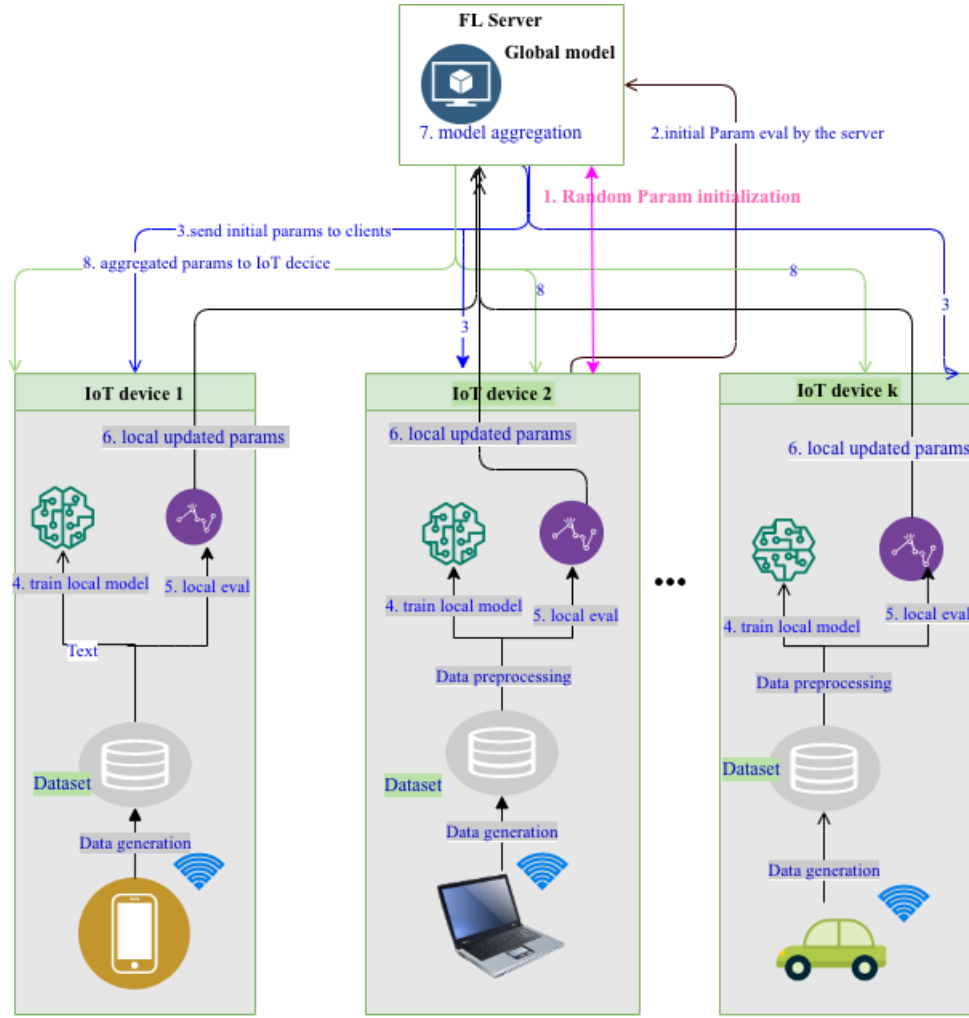 FL Server
Global model
7. model aggregation
2.initial Param eval by the server
1. Random Param initialization
3.send initial params to clients
8. aggregated params to IoT decice
8
8
3
3
IoT device 1
6. local updated params
4. train local model
5. local eval
Text
Dataset
Data generation
IoT device 2
6. local updated params
4. train local model
5. local eval
Data preprocessing
Dataset
Data generation
•••
IoT device k
6. local updated params
4. train local model
5. local eval
Data preprocessing
Dataset
Data generation